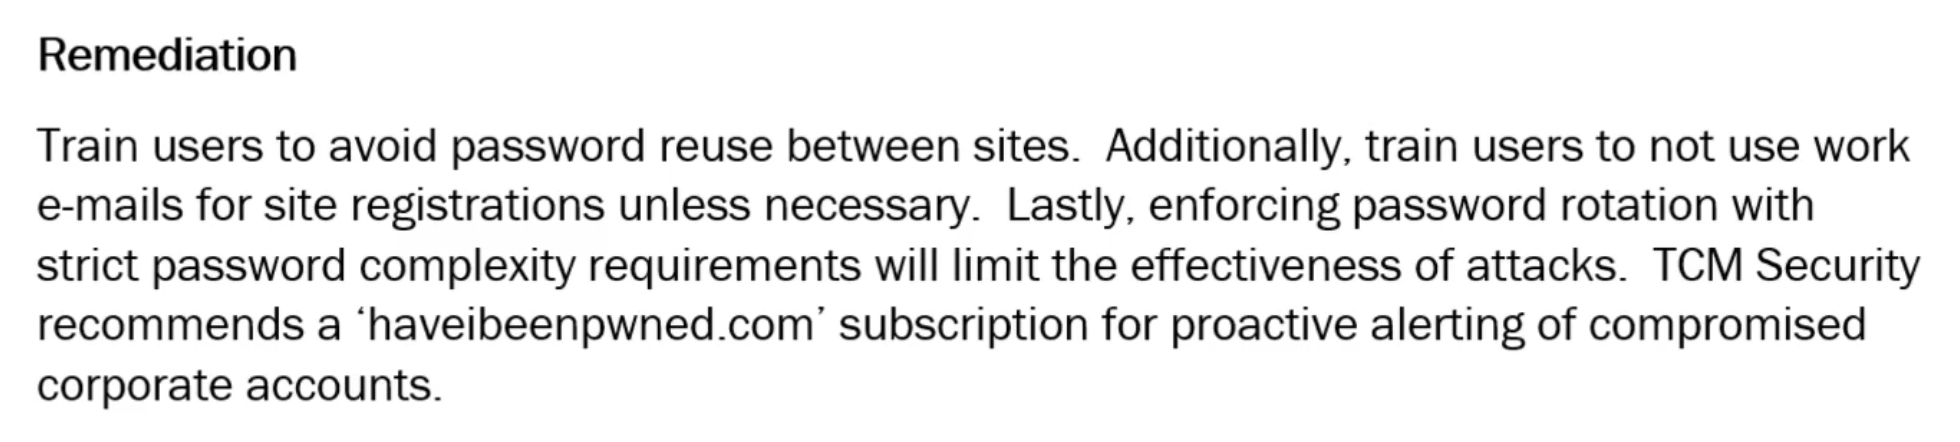 Remediation
Train users to avoid password reuse between sites.  Additionally, train users to not use work
e-mails for site registrations unless necessary.  Lastly, enforcing password rotation with
strict password complexity requirements will limit the effectiveness of attacks.  TCM Security
recommends a ‘haveibeenpwned.com’ subscription for proactive alerting of compromised
corporate accounts.